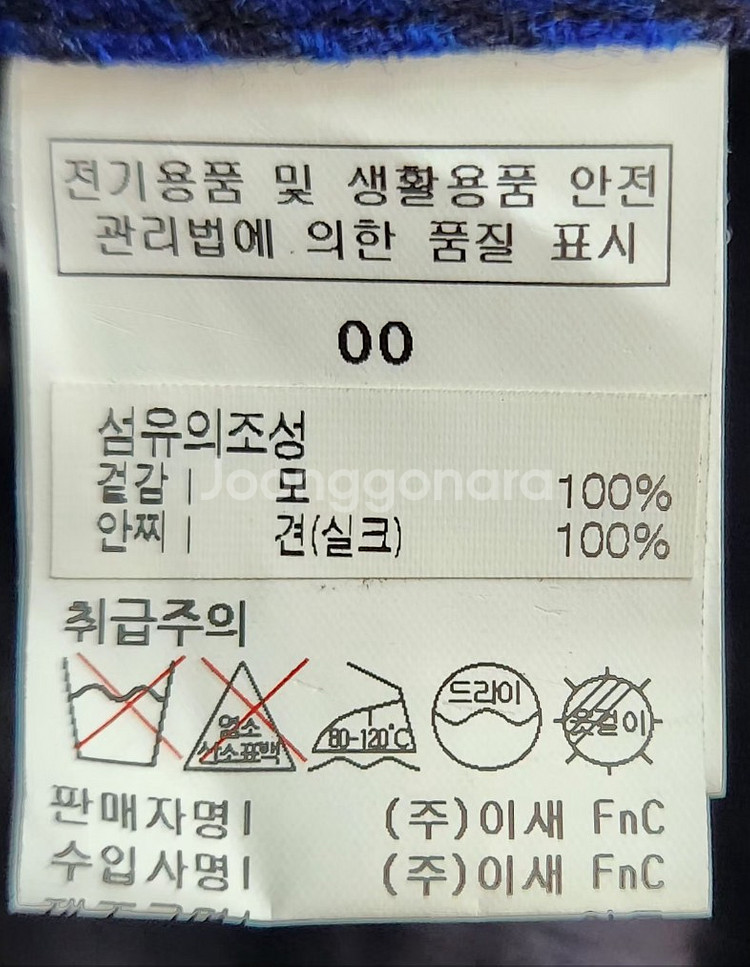 전기용품 및 생활용품 안전
관리법에 의한 품질 표시
00
섬유의조성
겉감 | 모 100%
안찌 | 견(실크) 100%
Joonggonara
취급주의
염소
산소표백
80-120℃
드라이
옷걸이
판매자명| (주)이새 FnC
수입사명| (주)이새 FnC